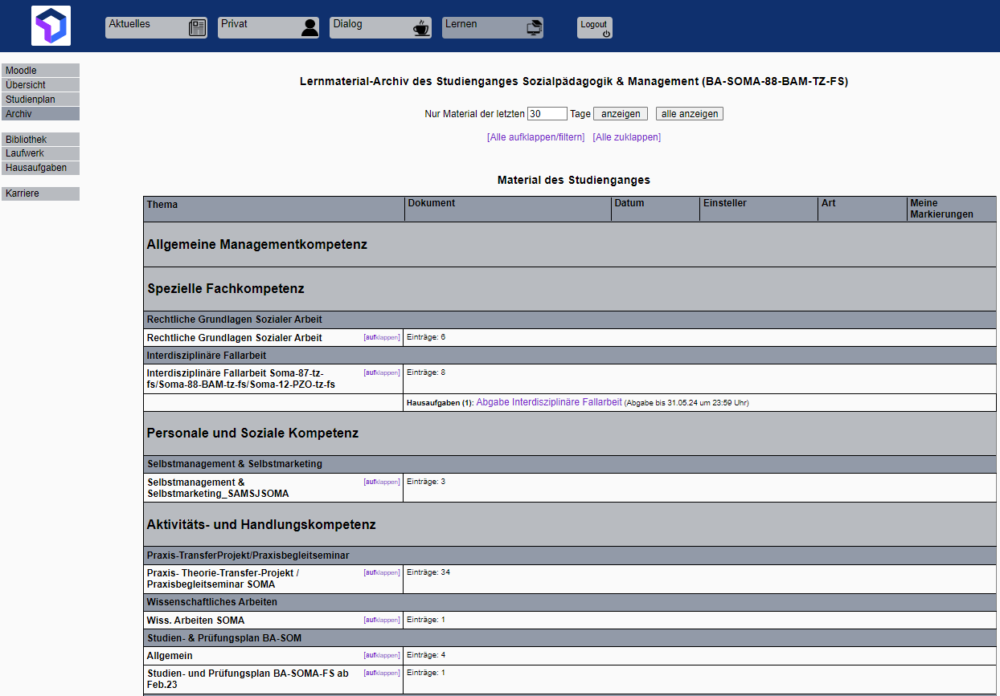 Aktuelles
Privat
Dialog
Lernen
Logout
Moodle
Übersicht
Studienplan
Archiv
Bibliothek
Laufwerk
Hausaufgaben
Karriere
Lernmaterial-Archiv des Studienganges Sozialpädagogik & Management (BA-SOMA-88-BAM-TZ-FS)
Nur Material der letzten 30 Tage anzeigen alle anzeigen
[Alle aufklappen/filtern] [Alle zuklappen]
Material des Studienganges
Thema Dokument Datum Einsteller Art Meine
Markierungen
Allgemeine Managementkompetenz
Spezielle Fachkompetenz
Rechtliche Grundlagen Sozialer Arbeit
Rechtliche Grundlagen Sozialer Arbeit [aufklappen] Einträge: 6
Interdisziplinäre Fallarbeit
Interdisziplinäre Fallarbeit Soma-87-tz- [aufklappen] Einträge: 8
fs/Soma-88-BAM-tz-fs/Soma-12-PZO-tz-fs
Hausaufgaben (1): Abgabe Interdisziplinäre Fallarbeit (Abgabe bis 31.05.24 um 23:59 Uhr)
Personale und Soziale Kompetenz
Selbstmanagement & Selbstmarketing
Selbstmanagement & [aufklappen] Einträge: 3
Selbstmarketing_SAMSJSOMA
Aktivitäts- und Handlungskompetenz
Praxis-TransferProjekt/Praxisbegleitseminar
Praxis- Theorie-Transfer-Projekt / [aufklappen] Einträge: 34
Praxisbegleitseminar SOMA
Wissenschaftliches Arbeiten
Wiss. Arbeiten SOMA [aufklappen] Einträge: 1
Studien- & Prüfungsplan BA-SOM
Allgemein [aufklappen] Einträge: 4
Studien- und Prüfungsplan BA-SOMA-FS ab [aufklappen] Einträge: 1
Feb.23